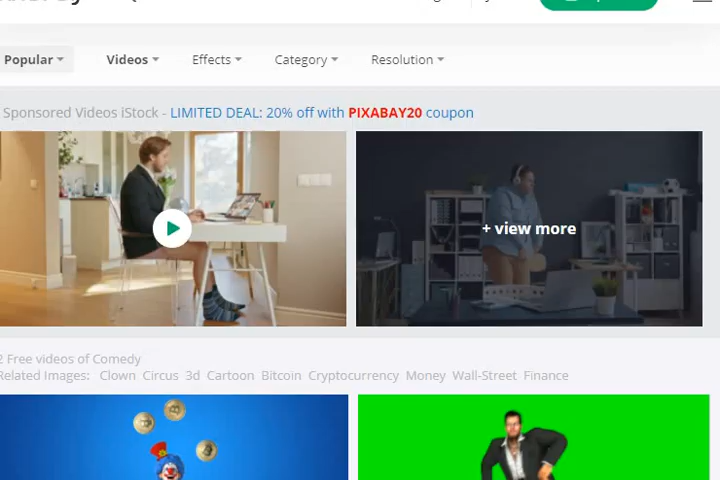 Popular Videos Effects Category Resolution
Sponsored Videos iStock - LIMITED DEAL: 20% off with PIXABAY20 coupon
+ view more
2 Free videos of Comedy
Related Images: Clown Circus 3d Cartoon Bitcoin Cryptocurrency Money Wall-Street Finance